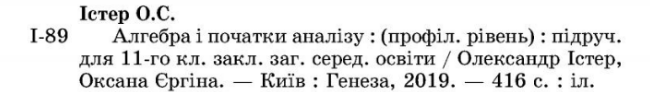 Істер О.С.
І-89 Алгебра і початки аналізу : (профіл. рівень) : підруч.
для 11-го кл. закл. заг. серед. освіти / Олександр Істер,
Оксана Єргіна. — Київ : Генеза, 2019. — 416 с. : іл.